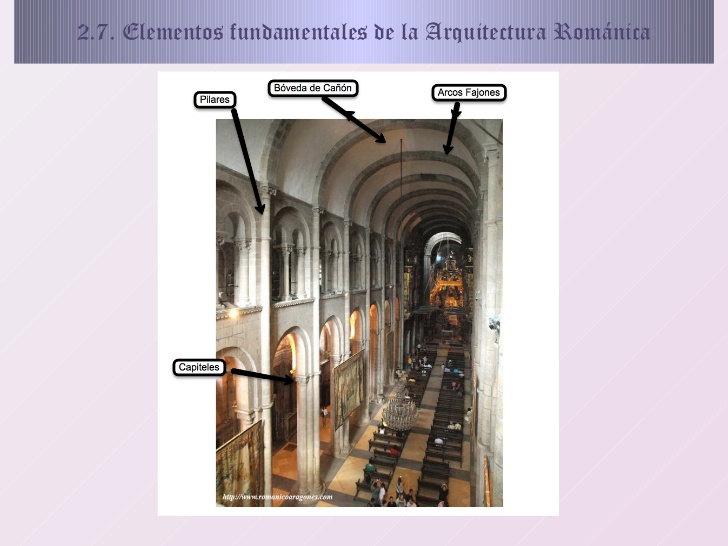 2.7. Elementos fundamentales de la Arquitectura Románica
Bóveda de Cañón
Arcos Fajones
Pilares
Capiteles
http://www.romanicoaragones.com